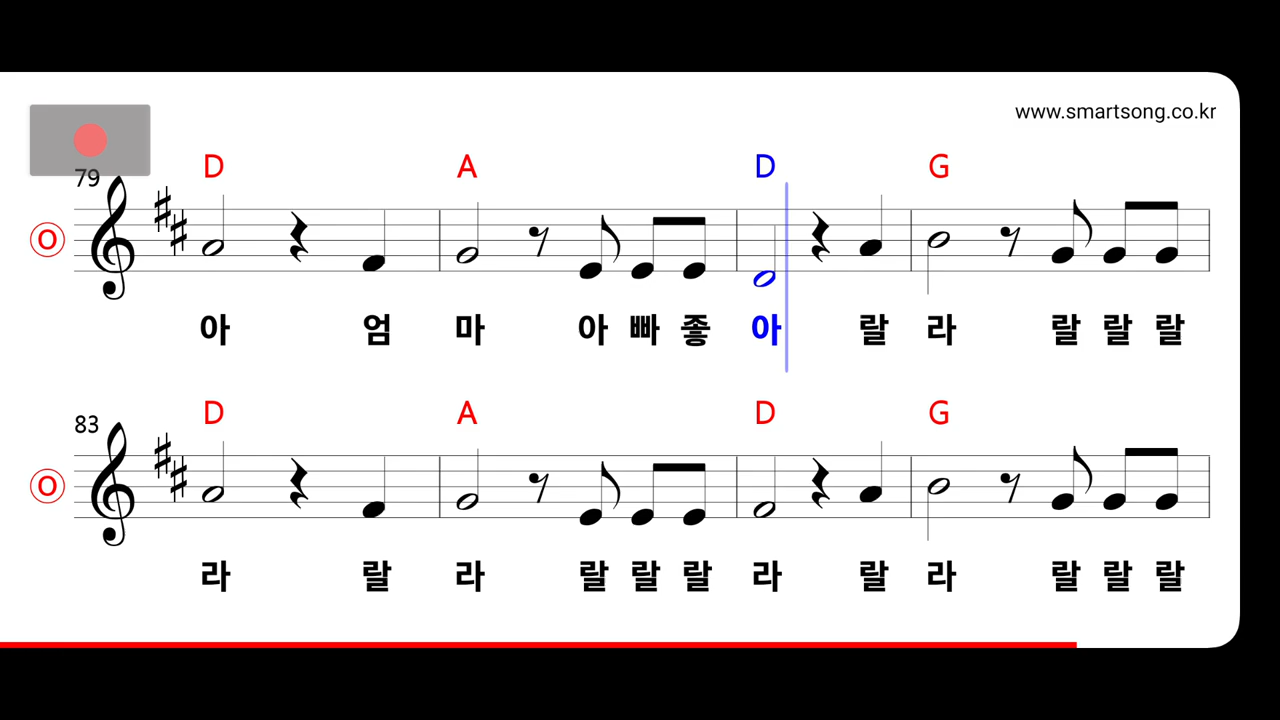 www.smartsong.co.kr
79 D A D G
O
아 엄 마 아 빠 좋 아 랄 라 랄 랄 랄
83 D A D G
O
라 랄 라 랄 랄 랄 라 랄 라 랄 랄 랄